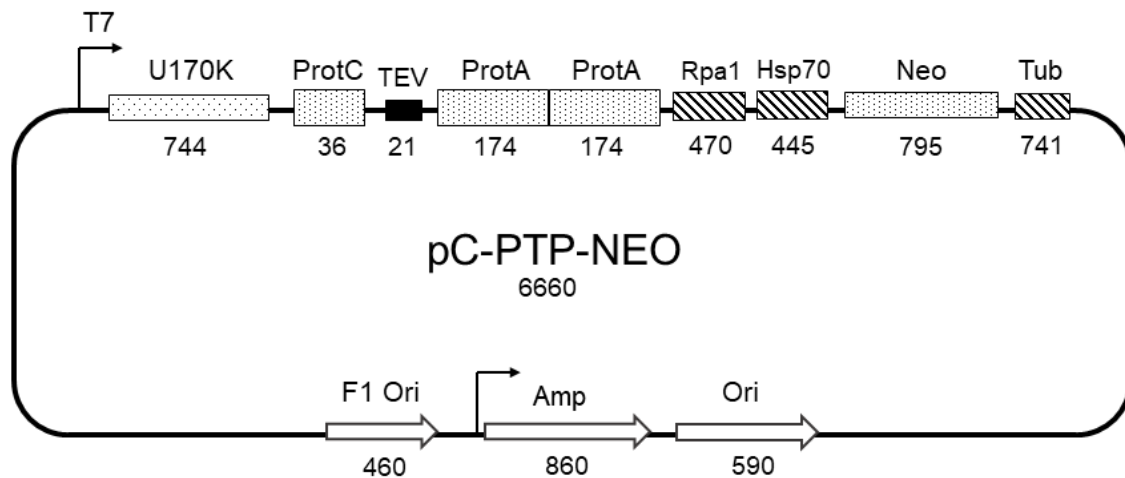 T7
U170K ProtC TEV ProtA ProtA Rpa1 Hsp70 Neo Tub
744 36 21 174 174 470 445 795 741
pC-PTP-NEO
6660
F1 Ori Amp Ori
460 860 590